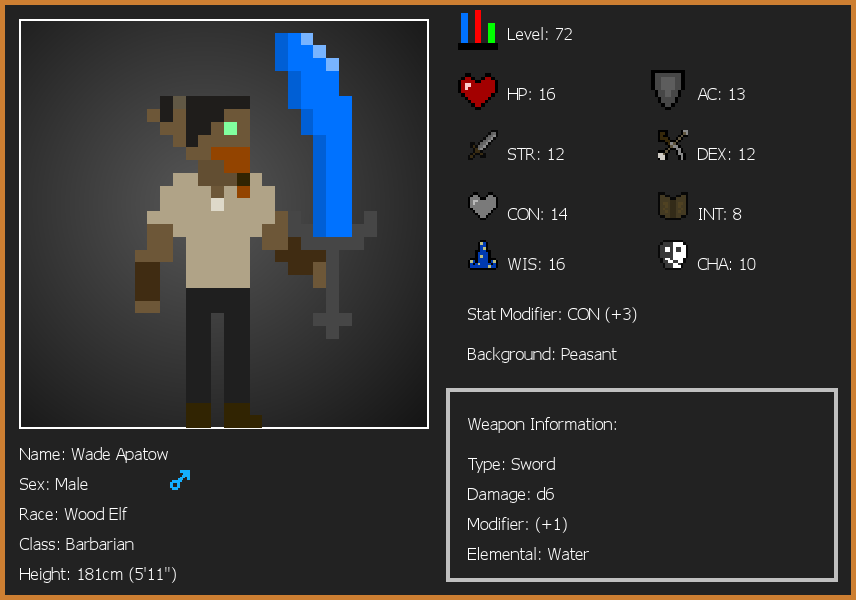 Level: 72
HP: 16
AC: 13
STR: 12
DEX: 12
CON: 14
INT: 8
WIS: 16
CHA: 10
Stat Modifier: CON (+3)
Background: Peasant
Weapon Information:
Type: Sword
Damage: d6
Modifier: (+1)
Elemental: Water
Name: Wade Apatow
Sex: Male
Race: Wood Elf
Class: Barbarian
Height: 181cm (5'11")